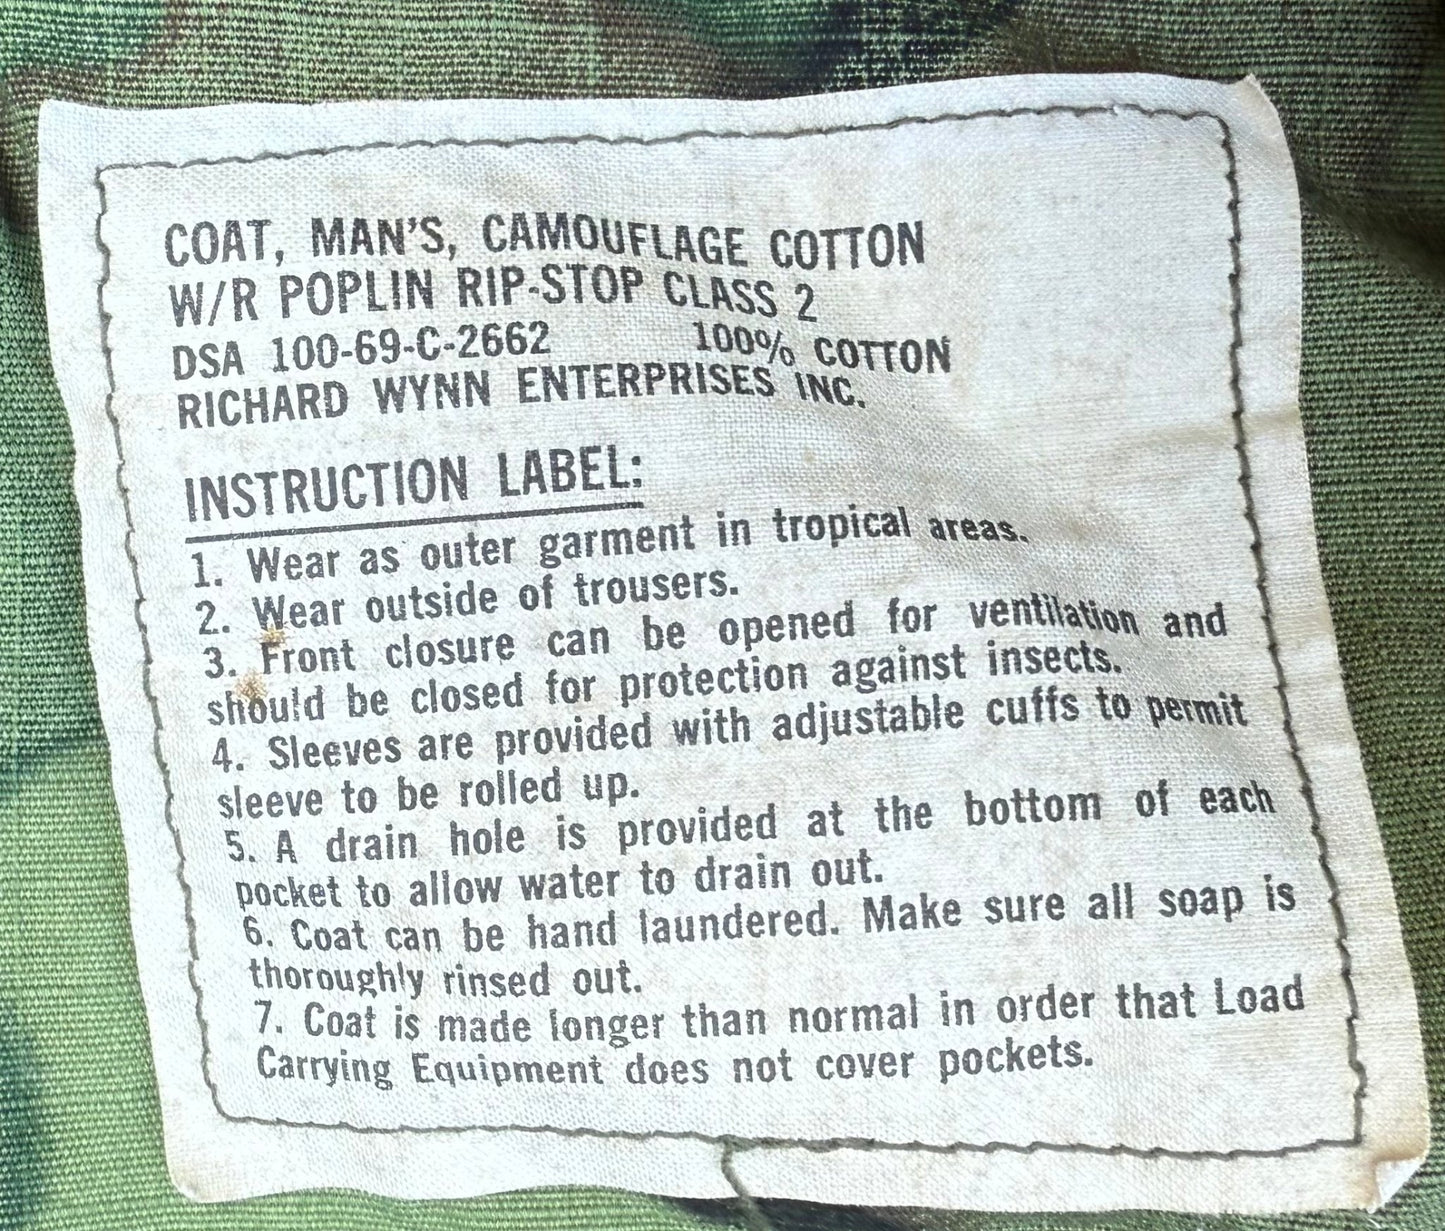 COAT, MAN'S, CAMOUFLAGE COTTON
W/R POPLIN RIP-STOP CLASS 2
DSA 100-69-C-2662 100% COTTON
RICHARD WYNN ENTERPRISES INC.
INSTRUCTION LABEL:
1. Wear as outer garment in tropical areas.
2. Wear outside of trousers.
3. Front closure can be opened for ventilation and
should be closed for protection against insects.
4. Sleeves are provided with adjustable cuffs to permit
sleeve to be rolled up.
5. A drain hole is provided at the bottom of each
pocket to allow water to drain out.
6. Coat can be hand laundered. Make sure all soap is
thoroughly rinsed out.
7. Coat is made longer than normal in order that Load
Carrying Equipment does not cover pockets.